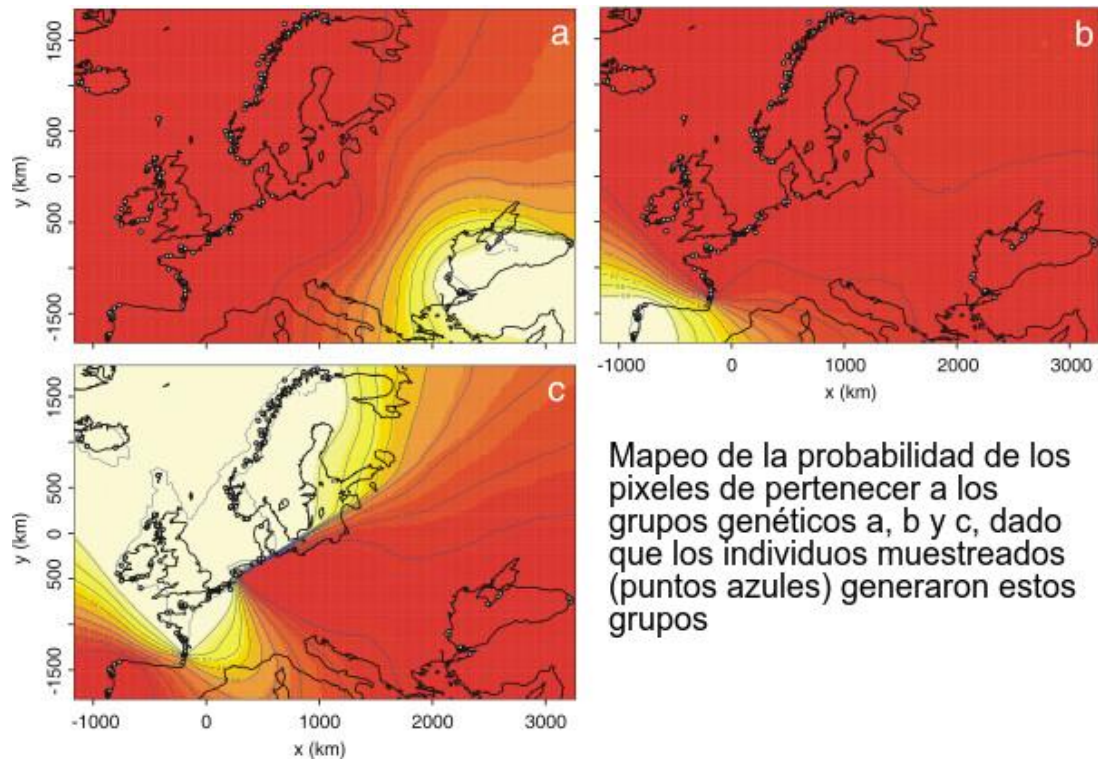 a
b
c
1500
500
0
500
-1500
y (km)
-1000
0
1000
2000
3000
x (km)
1500
500
0
500
-1500
y (km)
-1000
0
1000
2000
3000
x (km)
Mapeo de la probabilidad de los
pixeles de pertenecer a los
grupos genéticos a, b y c, dado
que los individuos muestreados
(puntos azules) generaron estos
grupos